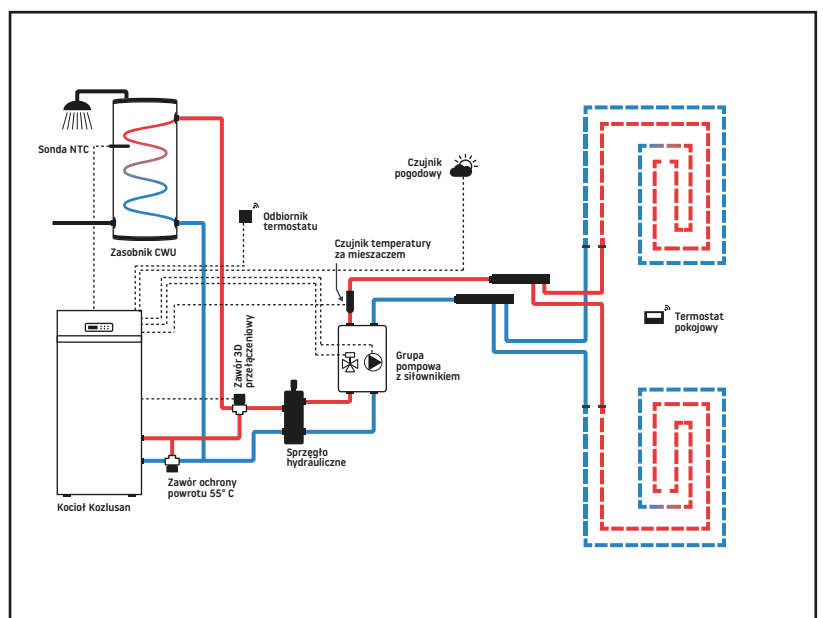 Sonda NTC
Zasobnik CWU
Odbiornik
termostatu
Czujnik
pogodowy
Czujnik temperatury
za mieszaczem
Termostat
pokojowy
Zawór 3D
przełączeniowy
Grupa
pompowa
z siłownikiem
Sprzęgło
hydrauliczne
Zawór ochrony
powrotu 55° C
Kocioł Kozlusan